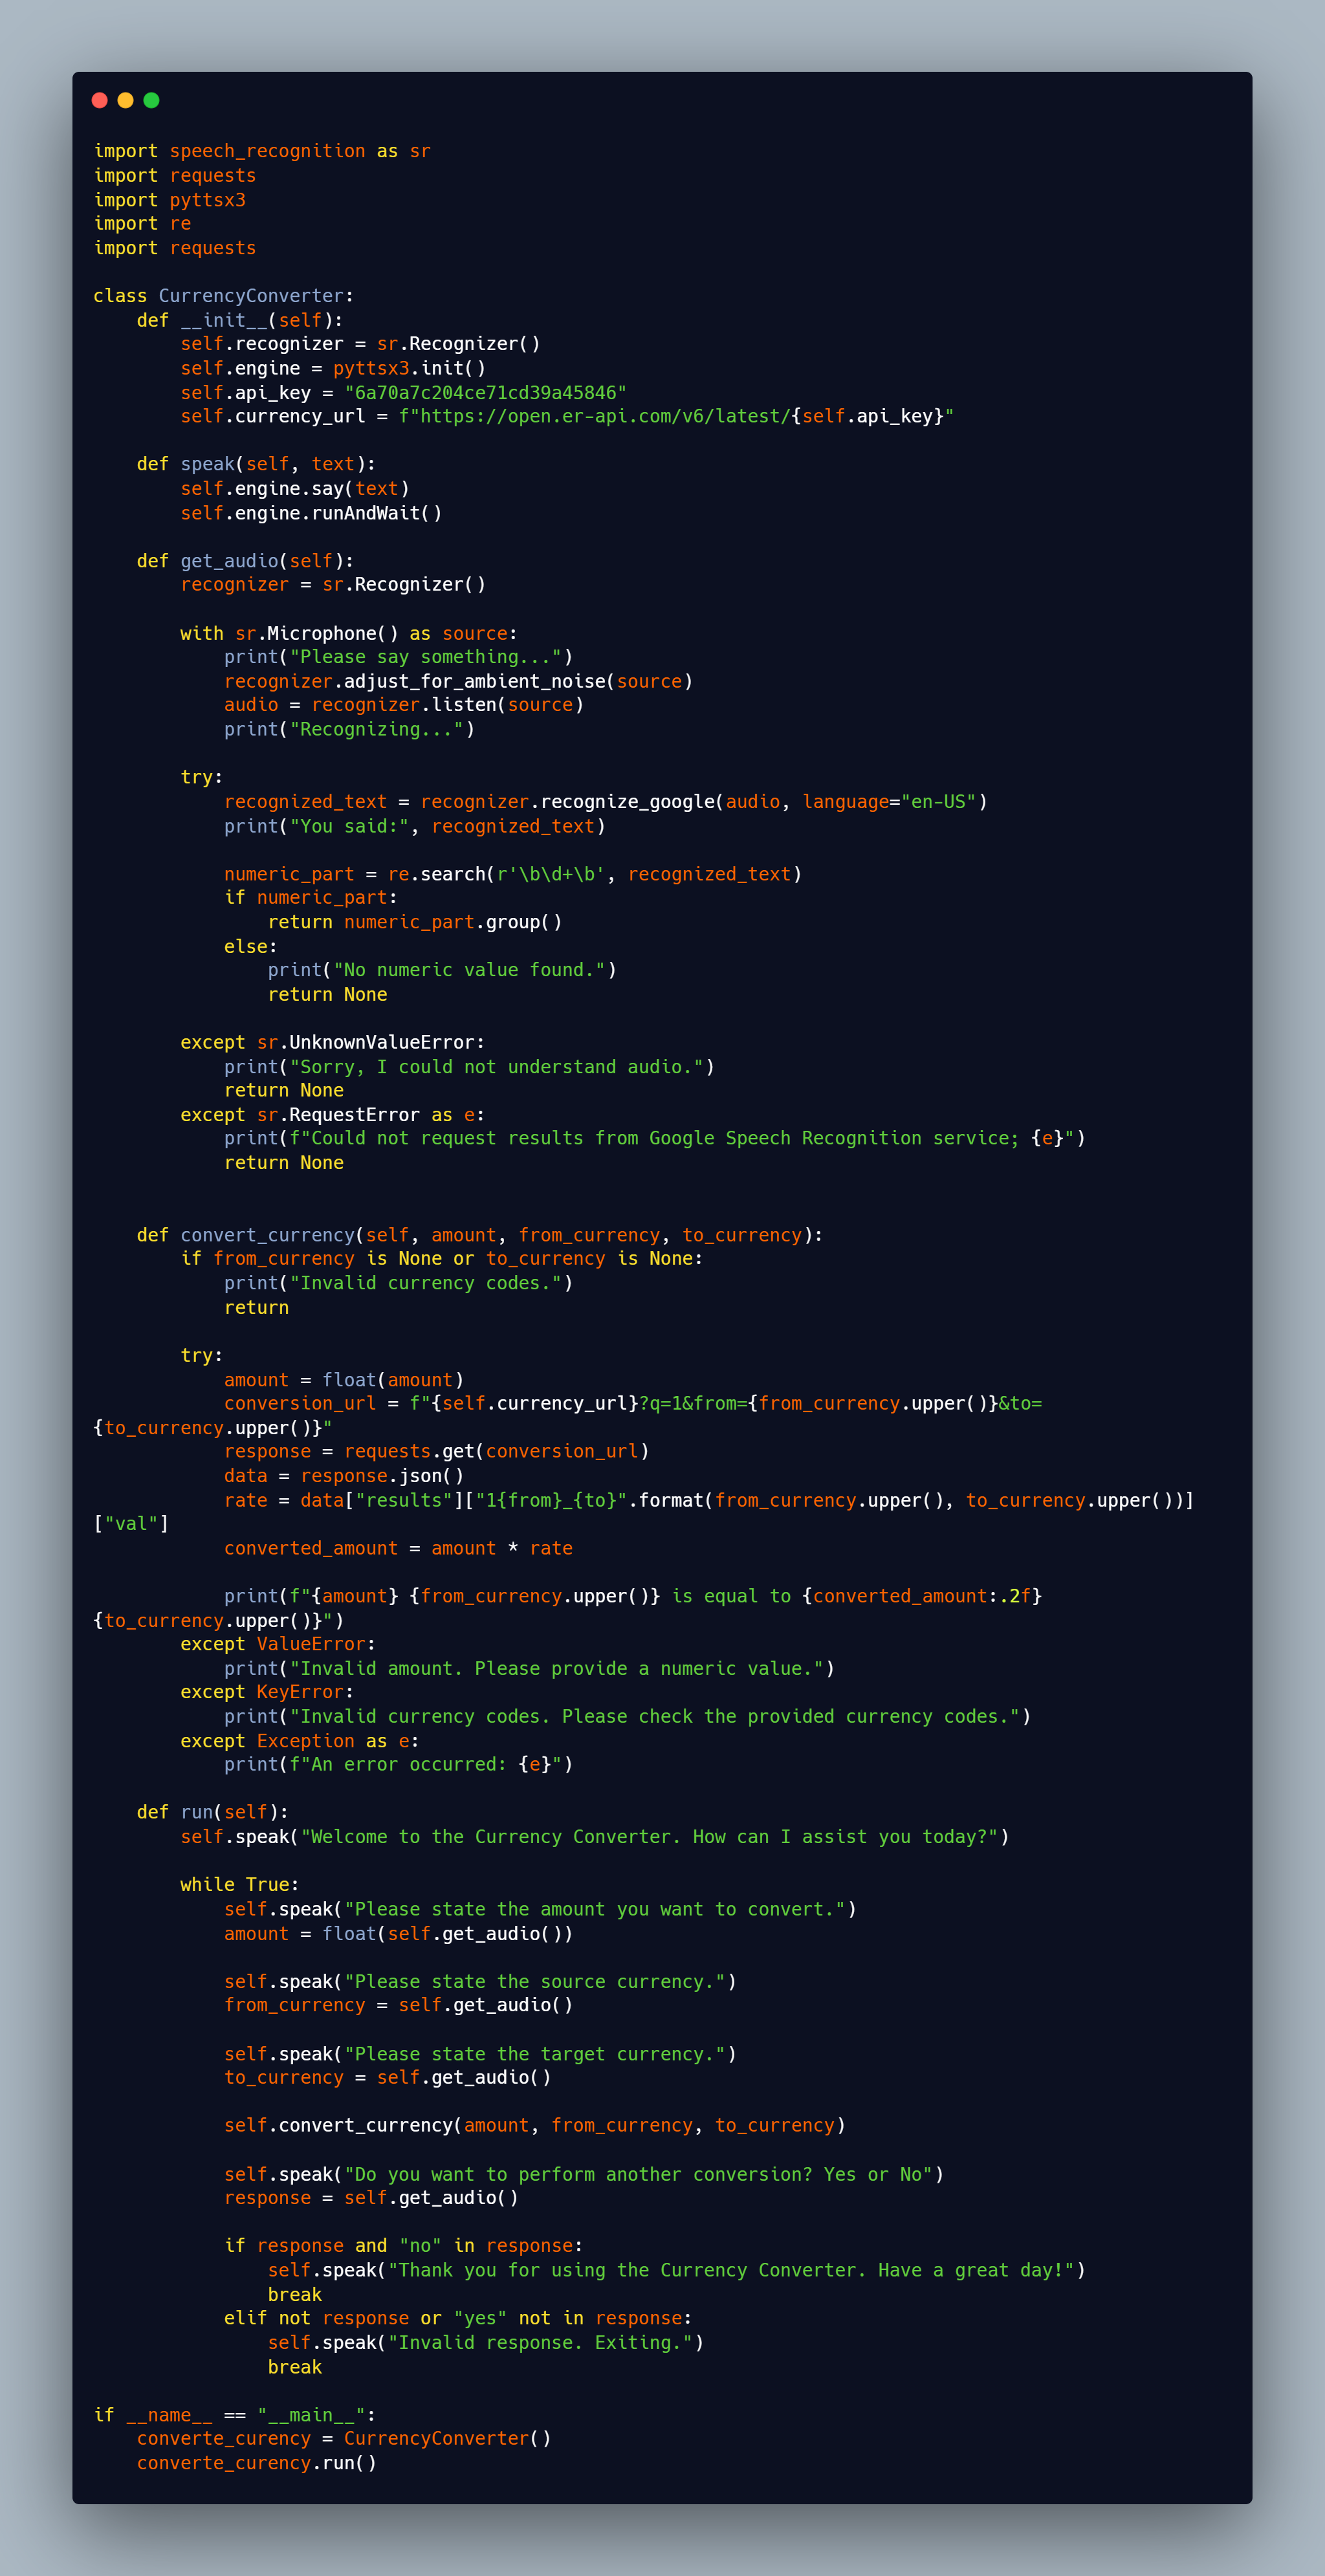 import speech_recognition as sr
import requests
import pyttsx3
import re
import requests

class CurrencyConverter:
    def __init__(self):
        self.recognizer = sr.Recognizer()
        self.engine = pyttsx3.init()
        self.api_key = "6a70a7c204ce71cd39a45846"
        self.currency_url = f"https://open.er-api.com/v6/latest/{self.api_key}"

    def speak(self, text):
        self.engine.say(text)
        self.engine.runAndWait()

    def get_audio(self):
        recognizer = sr.Recognizer()

        with sr.Microphone() as source:
            print("Please say something...")
            recognizer.adjust_for_ambient_noise(source)
            audio = recognizer.listen(source)
            print("Recognizing...")

        try:
            recognized_text = recognizer.recognize_google(audio, language="en-US")
            print("You said:", recognized_text)

            numeric_part = re.search(r'\b\d+\b', recognized_text)
            if numeric_part:
                return numeric_part.group()
            else:
                print("No numeric value found.")
                return None

        except sr.UnknownValueError:
            print("Sorry, I could not understand audio.")
            return None
        except sr.RequestError as e:
            print(f"Could not request results from Google Speech Recognition service; {e}")
            return None


    def convert_currency(self, amount, from_currency, to_currency):
        if from_currency is None or to_currency is None:
            print("Invalid currency codes.")
            return

        try:
            amount = float(amount)
            conversion_url = f"{self.currency_url}?q=1&from={from_currency.upper()}&to=
{to_currency.upper()}"
            response = requests.get(conversion_url)
            data = response.json()
            rate = data["results"]["1{from}_{to}".format(from_currency.upper(), to_currency.upper())]
["val"]
            converted_amount = amount * rate

            print(f"{amount} {from_currency.upper()} is equal to {converted_amount:.2f}
{to_currency.upper()}")
        except ValueError:
            print("Invalid amount. Please provide a numeric value.")
        except KeyError:
            print("Invalid currency codes. Please check the provided currency codes.")
        except Exception as e:
            print(f"An error occurred: {e}")

    def run(self):
        self.speak("Welcome to the Currency Converter. How can I assist you today?")

        while True:
            self.speak("Please state the amount you want to convert.")
            amount = float(self.get_audio())

            self.speak("Please state the source currency.")
            from_currency = self.get_audio()

            self.speak("Please state the target currency.")
            to_currency = self.get_audio()

            self.convert_currency(amount, from_currency, to_currency)

            self.speak("Do you want to perform another conversion? Yes or No")
            response = self.get_audio()

            if response and "no" in response:
                self.speak("Thank you for using the Currency Converter. Have a great day!")
                break
            elif not response or "yes" not in response:
                self.speak("Invalid response. Exiting.")
                break

if __name__ == "__main__":
    converte_curency = CurrencyConverter()
    converte_curency.run()